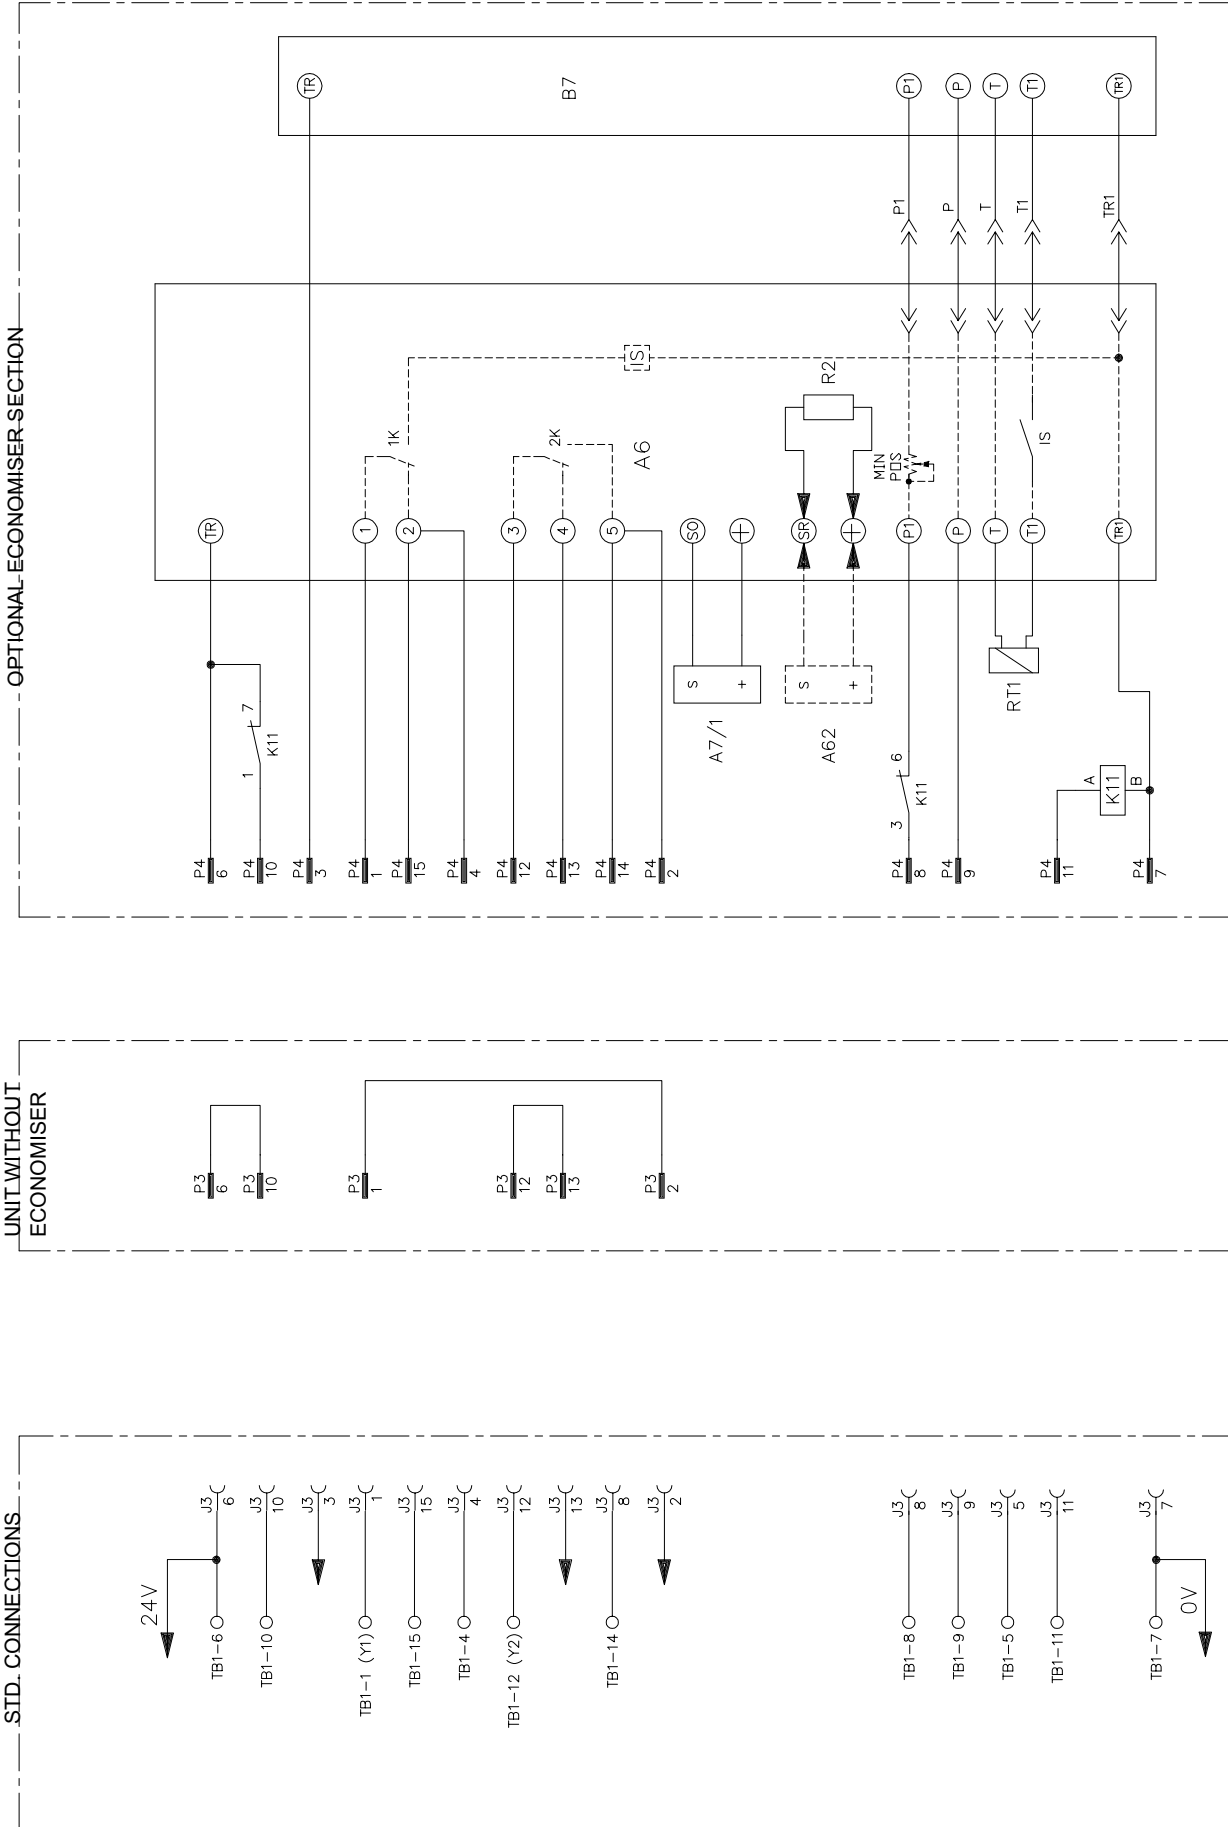 OPTIONAL ECONOMISER SECTION
TR
B7
P1
P
T
T1
TR1
P1
P
T
T1
TR1
IS
R2
1K
2K
A6
MIN
POS
IS
TR
1
2
3
4
5
SO
+
SR
+
P1
P
T
T1
TR1
7
1
K11
S
+
A7/1
S
+
A62
6
3
K11
RT1
A
K11
B
P4
6
P4
10
P4
3
P4
1
P4
15
P4
4
P4
12
P4
13
P4
14
P4
2
P4
8
P4
9
P4
11
P4
7
UNIT WITHOUT
ECONOMISER
P3
6
P3
10
P3
1
P3
12
P3
13
P3
2
STD. CONNECTIONS
J3
6
J3
10
J3
3
J3
1
J3
15
J3
4
J3
12
J3
13
J3
8
J3
2
J3
8
J3
9
J3
5
J3
11
J3
7
24V
TB1-6
TB1-10
TB1-1 (Y1)
TB1-15
TB1-4
TB1-12 (Y2)
TB1-14
TB1-8
TB1-9
TB1-5
TB1-11
TB1-7
0V